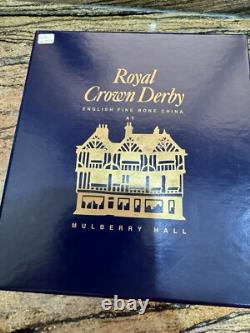 Royal
Crown Derby
ENGLISH FINE BONE CHINA
AT
MULBERRY HALL